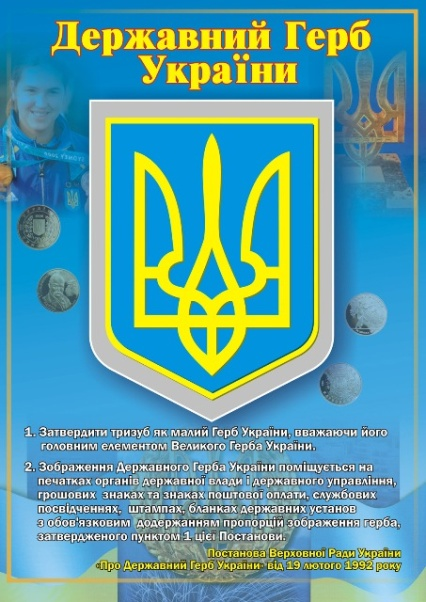 Державний Герб
України
1. Затвердити тризуб як малий Герб України, вважаючи його
головним елементом Великого Герба України.
2. Зображення Державного Герба України поміщується на
печатках органів державної влади і державного управління,
грошових знаках та знаках поштової оплати, службових
посвідченнях, штампах, бланках державних установ
з обов'язковим додержанням пропорцій зображення герба,
затвердженого пунктом 1 цієї Постанови.
Постанова Верховної Ради України
«Про Державний Герб України» від 19 лютого 1992 року